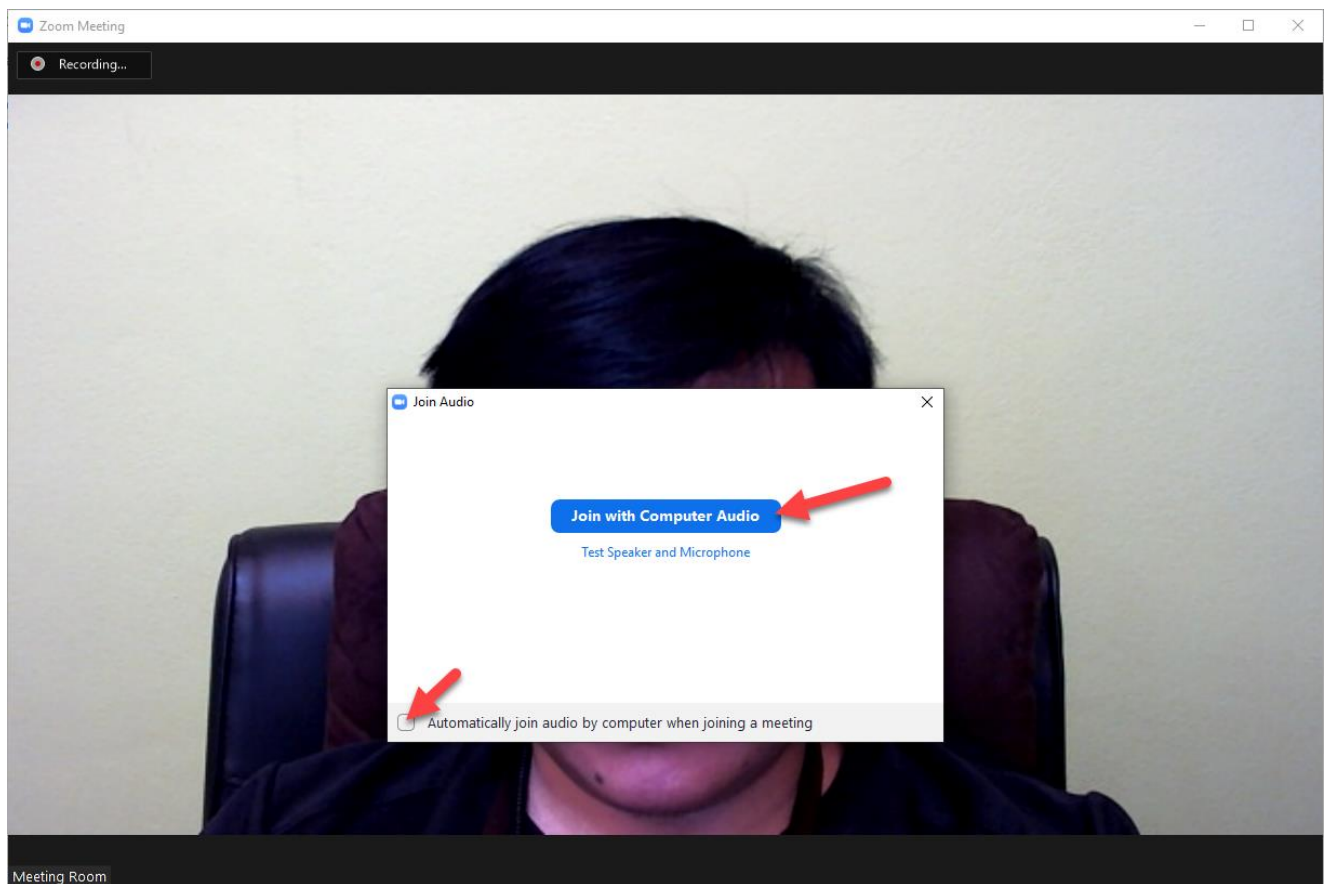 Zoom Meeting
Recording...
Join Audio
Join with Computer Audio
Test Speaker and Microphone
Automatically join audio by computer when joining a meeting
Meeting Room